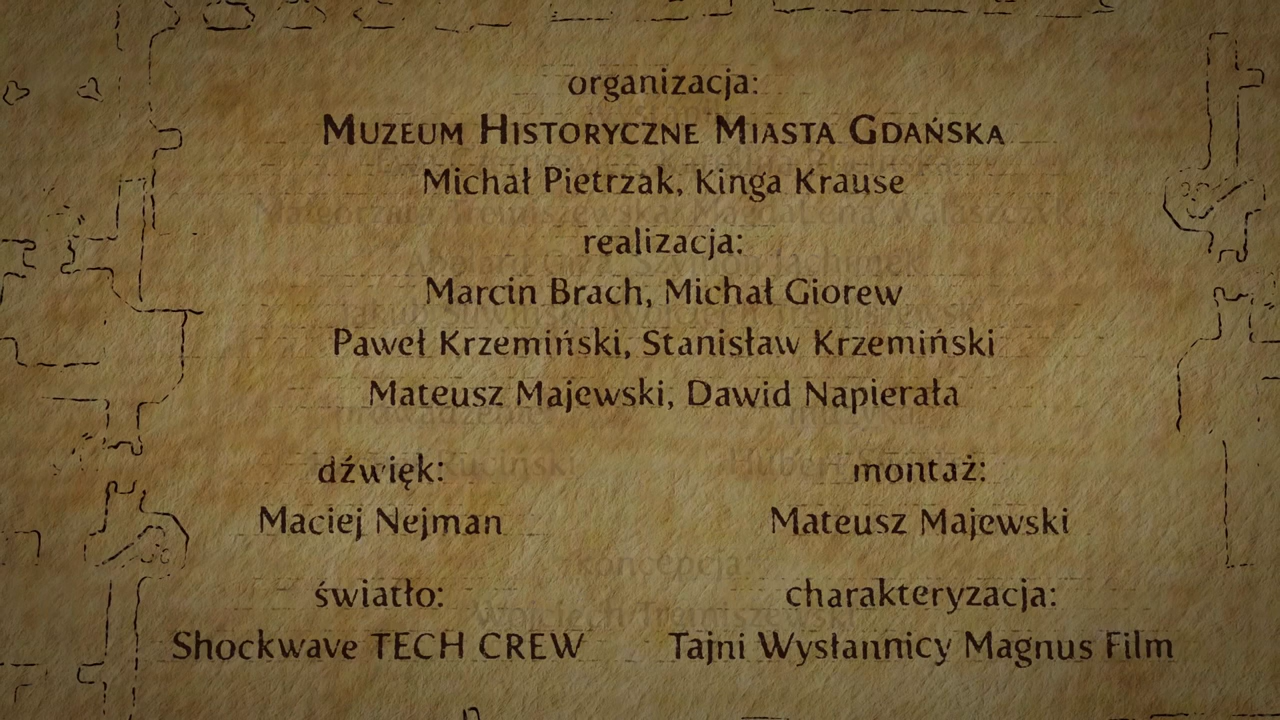 organizacja:
Muzeum Historyczne Miasta Gdańska
Michał Pietrzak, Kinga Krause
realizacja:
Marcin Brach, Michał Giorew
Paweł Krzemiński, Stanisław Krzemiński
Mateusz Majewski, Dawid Napierała
dźwięk:
Maciej Nejman
montaż:
Mateusz Majewski
koncepcja
światło:
Shockwave TECH CREW
charakteryzacja:
Tajni Wysłannicy Magnus Film